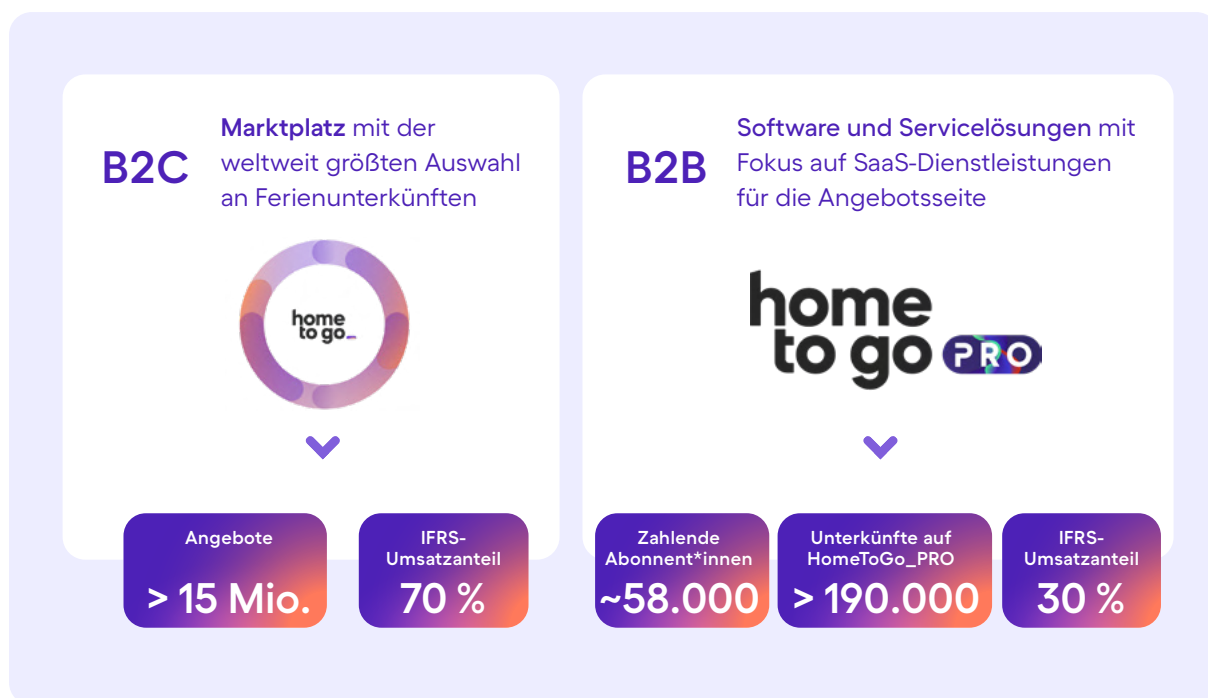 B2C
Marktplatz mit der
weltweit größten Auswahl
an Ferienunterkünften
home
to go_
Angebote
> 15 Mio.
IFRS-
Umsatzanteil
70 %
B2B
Software und Servicelösungen mit
Fokus auf SaaS-Dienstleistungen
für die Angebotsseite
home
to go PRO
Zahlende
Abonnent*innen
~58.000
Unterkünfte auf
HomeToGo_PRO
> 190.000
IFRS-
Umsatzanteil
30 %